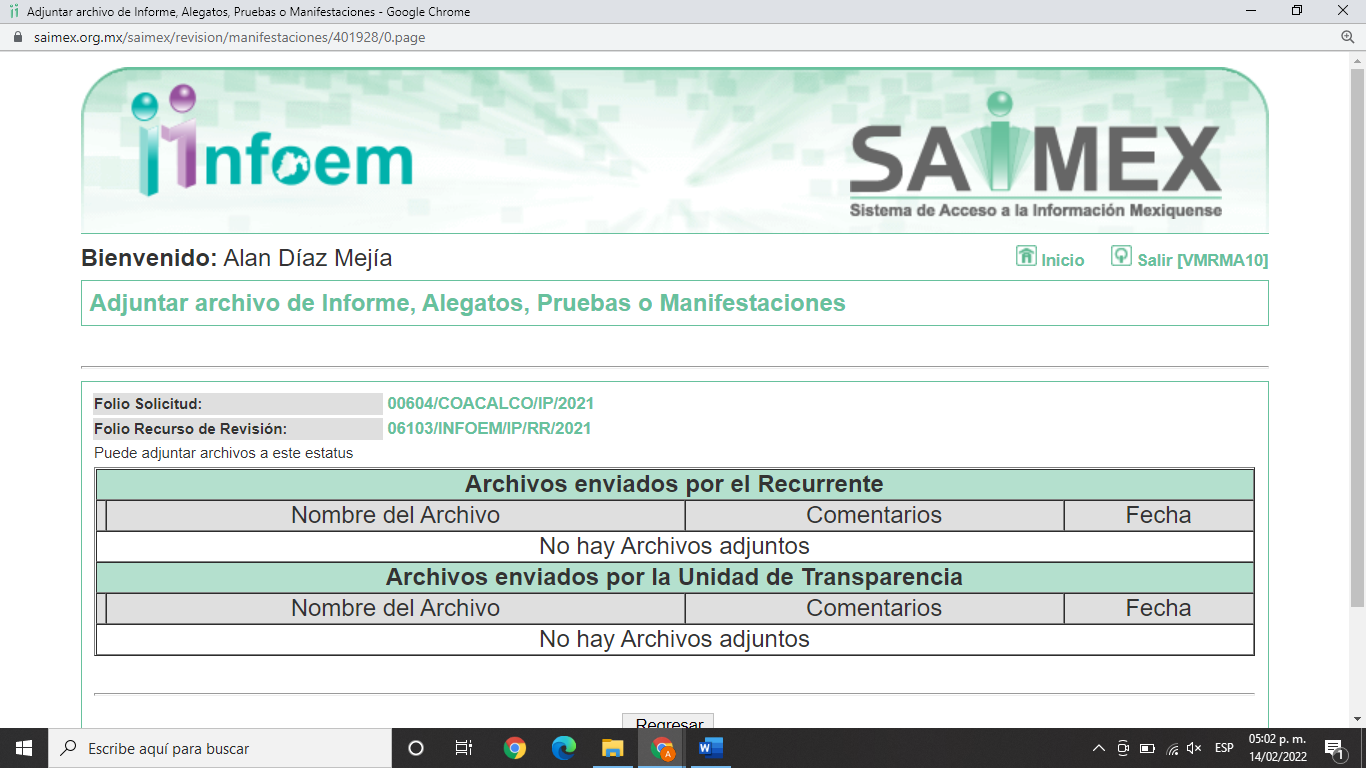 Adjuntar archivo de Informe, Alegatos, Pruebas o Manifestaciones - Google Chrome
saimex.org.mx/saimex/revision/manifestaciones/401928/0.page
infoem
SAIMEX
Sistema de Acceso a la Información Mexiquense
Bienvenido: Alan Díaz Mejía
Inicio
Salir [VMRMA10]
Adjuntar archivo de Informe, Alegatos, Pruebas o Manifestaciones
Folio Solicitud: 00604/COACALCO/IP/2021
Folio Recurso de Revisión: 06103/INFOEM/IP/RR/2021
Puede adjuntar archivos a este estatus
Archivos enviados por el Recurrente
Nombre del Archivo Comentarios Fecha
No hay Archivos adjuntos
Archivos enviados por la Unidad de Transparencia
Nombre del Archivo Comentarios Fecha
No hay Archivos adjuntos
Regresar
Escribe aquí para buscar
ESP
05:02 p. m.
14/02/2022
1